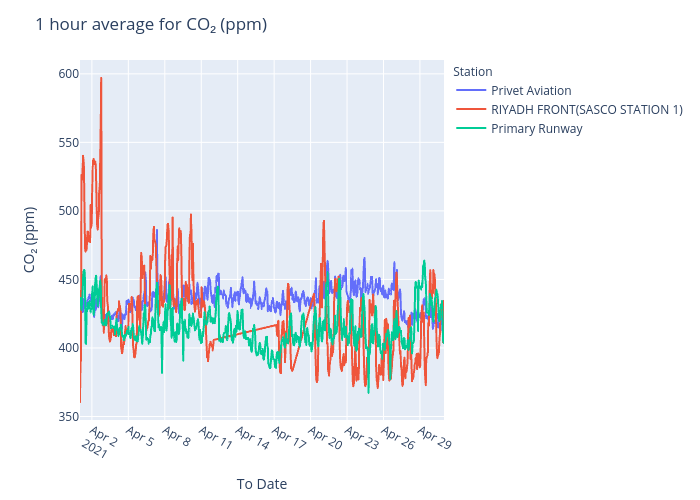 1 hour average for CO₂ (ppm)
Station
Privet Aviation
RIYADH FRONT(SASCO STATION 1)
Primary Runway
600
550
500
450
400
350
CO₂ (ppm)
Apr 2
2021
Apr 5
Apr 8
Apr 11
Apr 14
Apr 17
Apr 20
Apr 23
Apr 26
Apr 29
To Date